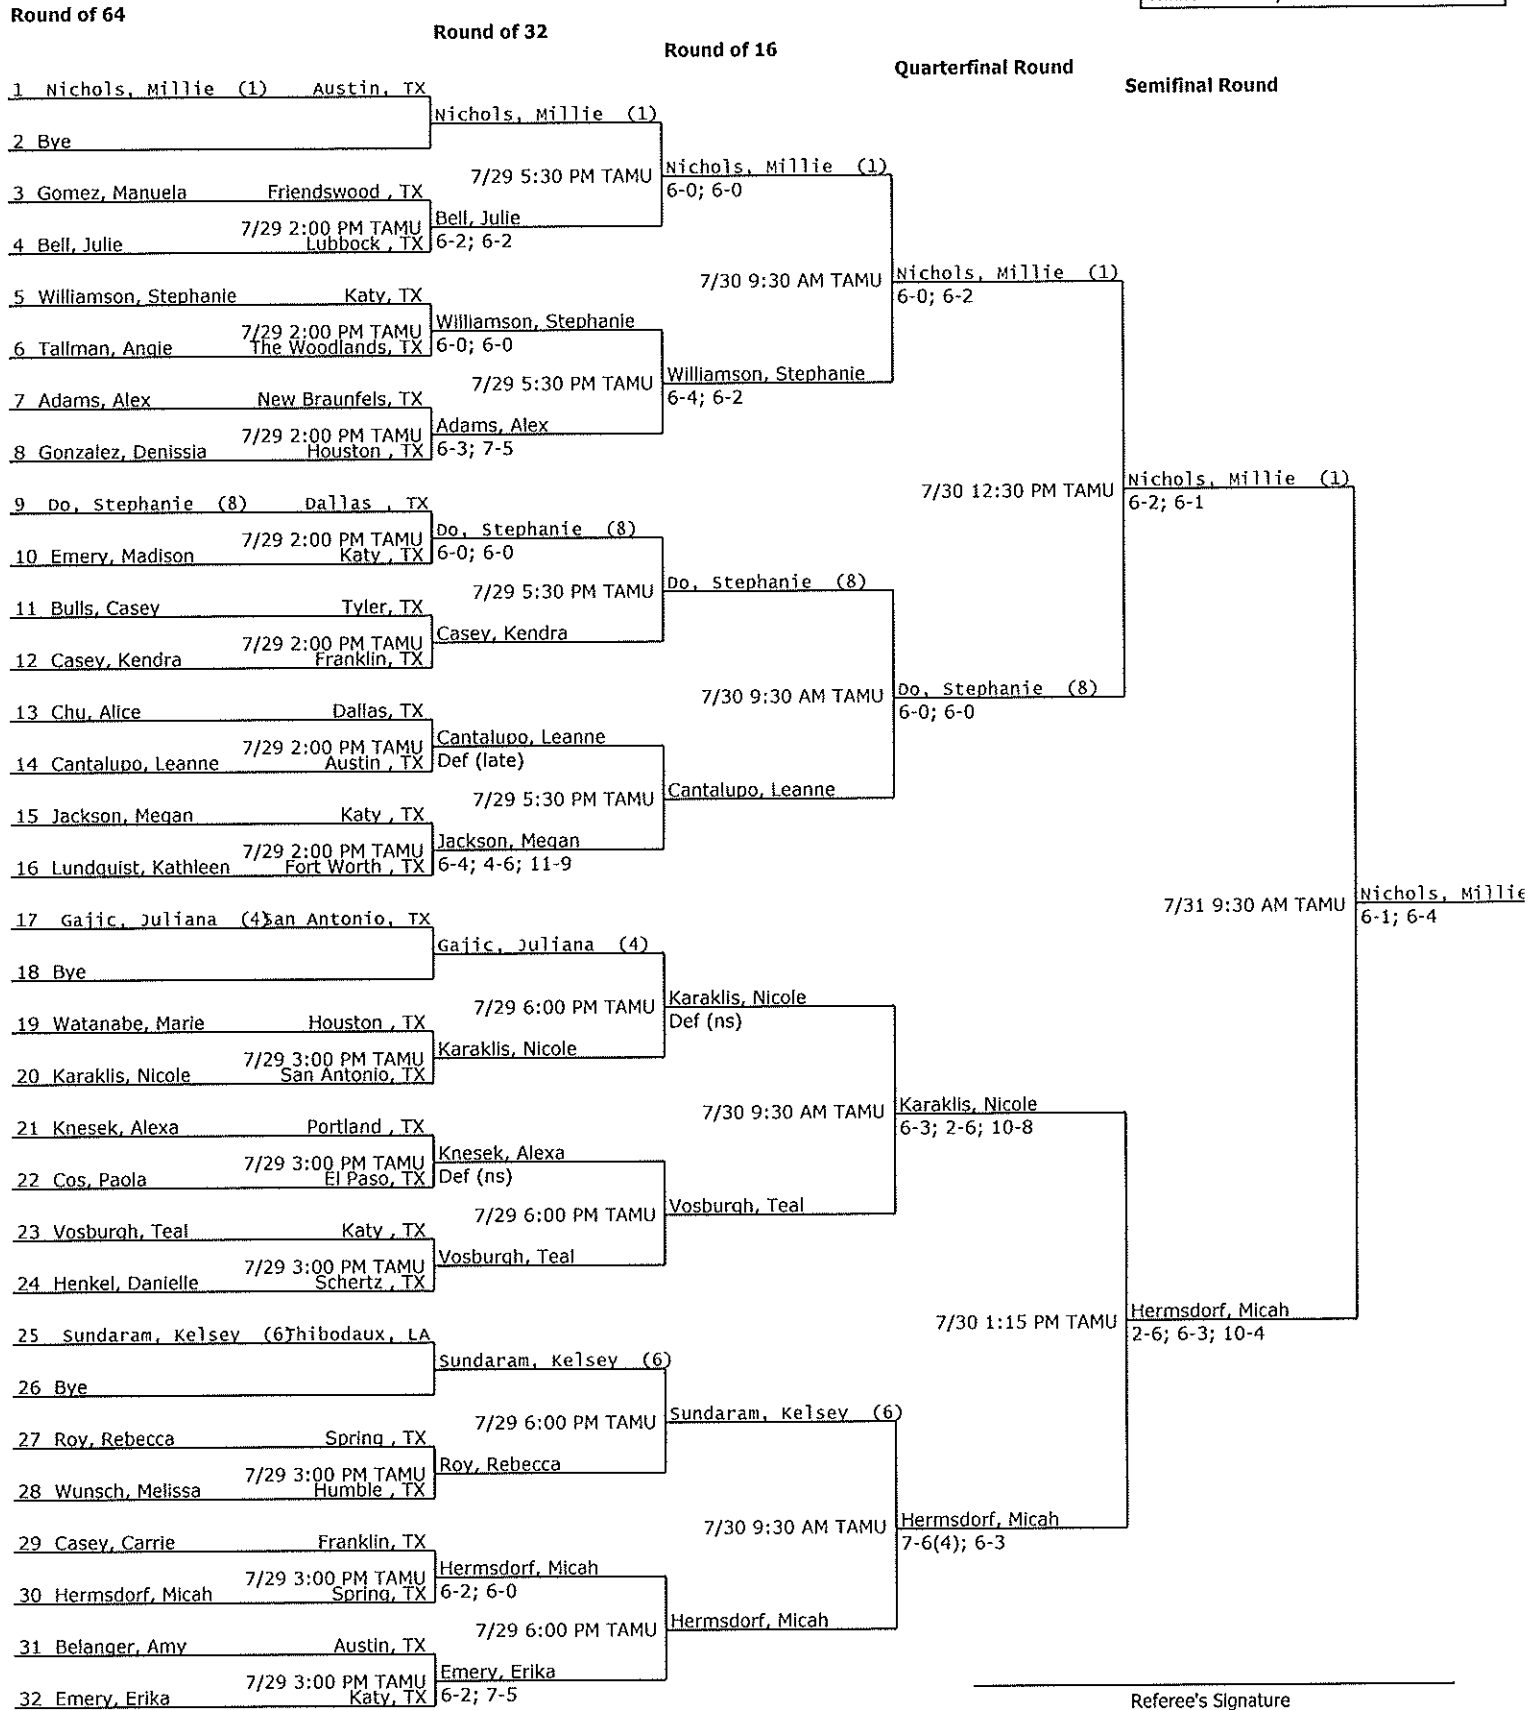 Round of 64
Round of 32
Round of 16
Quarterfinal Round
Semifinal Round
1 Nichols, Millie (1) Austin, TX
Nichols, Millie (1)
2 Bye
7/29 5:30 PM TAMU
Nichols, Millie (1)
6-0; 6-0
3 Gomez, Manuela Friendswood , TX
7/29 2:00 PM TAMU
Bell, Julie
4 Bell, Julie Lubbock , TX
6-2; 6-2
7/30 9:30 AM TAMU
Nichols, Millie (1)
6-0; 6-2
5 Williamson, Stephanie Katy, TX
7/29 2:00 PM TAMU
Williamson, Stephanie
6 Tallman, Angie The Woodlands, TX
6-0; 6-0
7/29 5:30 PM TAMU
Williamson, Stephanie
6-4; 6-2
7 Adams, Alex New Braunfels, TX
7/29 2:00 PM TAMU
Adams, Alex
8 Gonzalez, Denissia Houston , TX
6-3; 7-5
7/30 12:30 PM TAMU
Nichols, Millie (1)
6-2; 6-1
9 Do, Stephanie (8) Dallas , TX
7/29 2:00 PM TAMU
Do, Stephanie (8)
10 Emery, Madison Katy , TX
6-0; 6-0
7/29 5:30 PM TAMU
Do, Stephanie (8)
11 Bulls, Casey Tyler, TX
7/29 2:00 PM TAMU
Casey, Kendra
12 Casey, Kendra Franklin, TX
7/30 9:30 AM TAMU
Do, Stephanie (8)
6-0; 6-0
13 Chu, Alice Dallas, TX
7/29 2:00 PM TAMU
Cantalupo, Leanne
14 Cantalupo, Leanne Austin , TX
Def (late)
7/29 5:30 PM TAMU
Cantalupo, Leanne
15 Jackson, Megan Katy , TX
7/29 2:00 PM TAMU
Jackson, Megan
16 Lundquist, Kathleen Fort Worth , TX
6-4; 4-6; 11-9
7/31 9:30 AM TAMU
Nichols, Millie
6-1; 6-4
17 Gajic, Juliana (4) San Antonio, TX
Gajic, Juliana (4)
18 Bye
7/29 6:00 PM TAMU
Karaklis, Nicole
Def (ns)
19 Watanabe, Marie Houston , TX
7/29 3:00 PM TAMU
Karaklis, Nicole
20 Karaklis, Nicole San Antonio, TX
7/30 9:30 AM TAMU
Karaklis, Nicole
6-3; 2-6; 10-8
21 Knesek, Alexa Portland , TX
7/29 3:00 PM TAMU
Knesek, Alexa
22 Cos, Paola El Paso, TX
Def (ns)
7/29 6:00 PM TAMU
Vosburgh, Teal
23 Vosburgh, Teal Katy , TX
7/29 3:00 PM TAMU
Vosburgh, Teal
24 Henkel, Danielle Schertz , TX
7/30 1:15 PM TAMU
Hermsdorf, Micah
2-6; 6-3; 10-4
25 Sundaram, Kelsey (6) Thibodaux, LA
Sundaram, Kelsey (6)
26 Bye
7/29 6:00 PM TAMU
Sundaram, Kelsey (6)
27 Roy, Rebecca Spring , TX
7/29 3:00 PM TAMU
Roy, Rebecca
28 Wunsch, Melissa Humble , TX
7/30 9:30 AM TAMU
Hermsdorf, Micah
7-6(4); 6-3
29 Casey, Carrie Franklin, TX
7/29 3:00 PM TAMU
Hermsdorf, Micah
30 Hermsdorf, Micah Spring, TX
6-2; 6-0
7/29 6:00 PM TAMU
Hermsdorf, Micah
31 Belanger, Amy Austin, TX
7/29 3:00 PM TAMU
Emery, Erika
32 Emery, Erika Katy, TX
6-2; 7-5
Referee's Signature